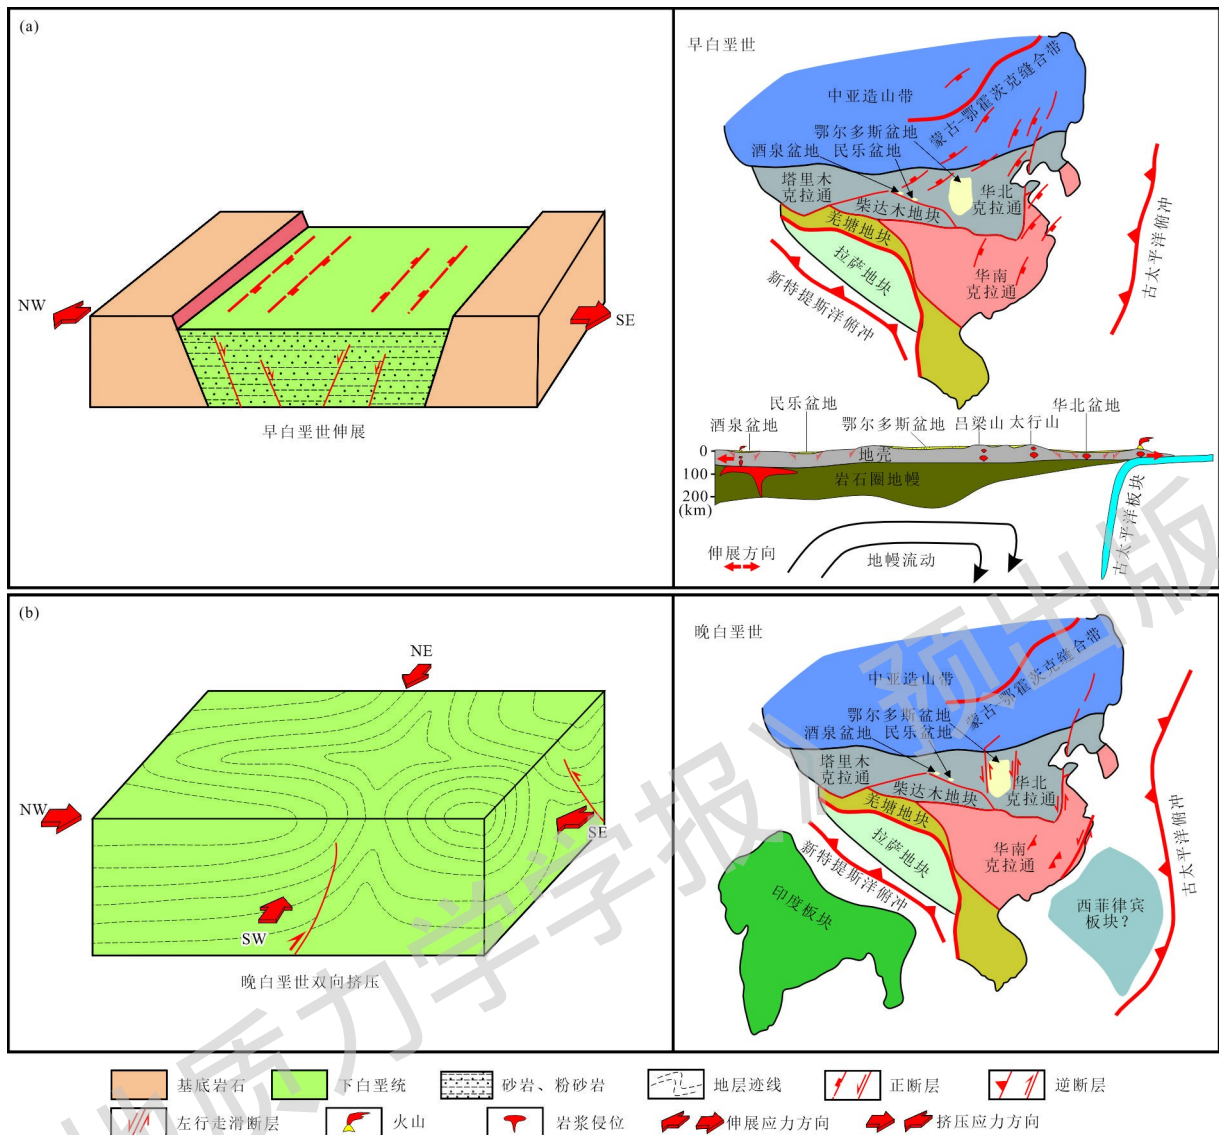 (a)
NW
SE
早白垩世伸展
早白垩世
中亚造山带
蒙古-鄂霍茨克缝合带
鄂尔多斯盆地
酒泉盆地 民乐盆地
塔里木
克拉通
柴达木地块
华北
克拉通
羌塘地块
拉萨地块
华南
克拉通
新特提斯洋俯冲
古太平洋俯冲
酒泉盆地
民乐盆地
鄂尔多斯盆地
吕梁山
太行山
华北盆地
0
100
200
(km)
地壳
岩石圈地幔
古太平洋板块
伸展方向
地幔流动
(b)
NE
NW
SE
SW
晚白垩世双向挤压
晚白垩世
中亚造山带
蒙古-鄂霍茨克缝合带
鄂尔多斯盆地
酒泉盆地 民乐盆地
塔里木
克拉通
柴达木地块
华北
克拉通
羌塘地块
拉萨地块
华南
克拉通
新特提斯洋俯冲
印度板块
西菲律宾
板块?
古太平洋俯冲
基底岩石
下白垩统
砂岩、粉砂岩
地层迹线
正断层
逆断层
左行走滑断层
火山
岩浆侵位
伸展应力方向
挤压应力方向
地质力学学报》预出版